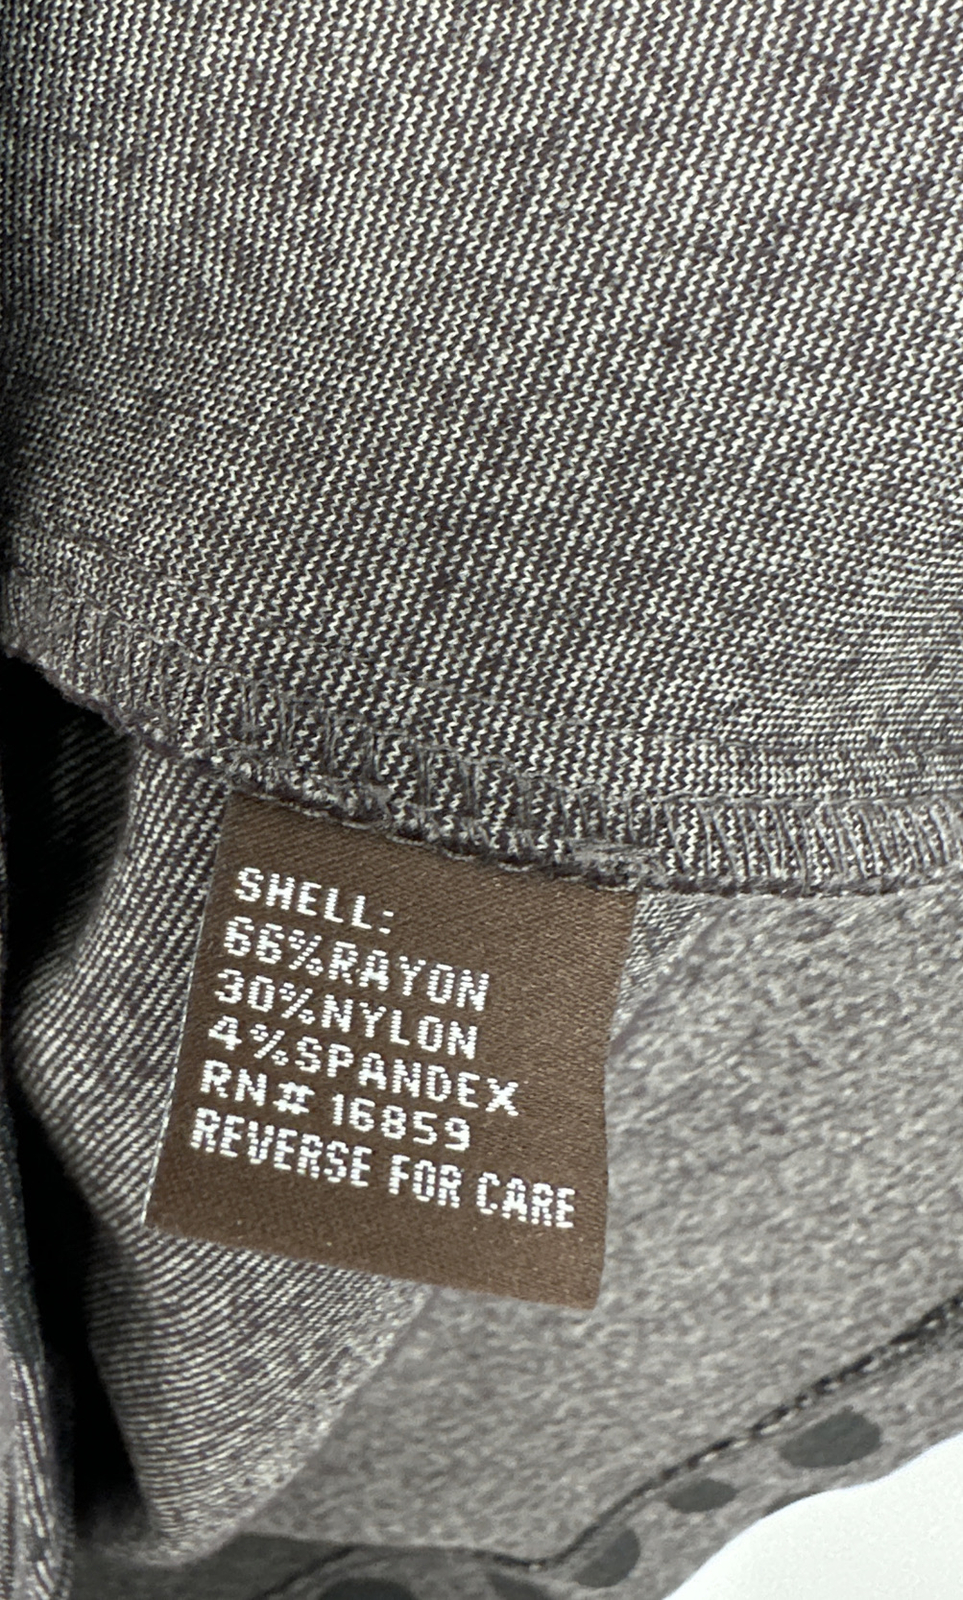 SHELL:
66%RAYON
30%NYLON
4%SPANDEX
RN# 16859
REVERSE FOR CARE